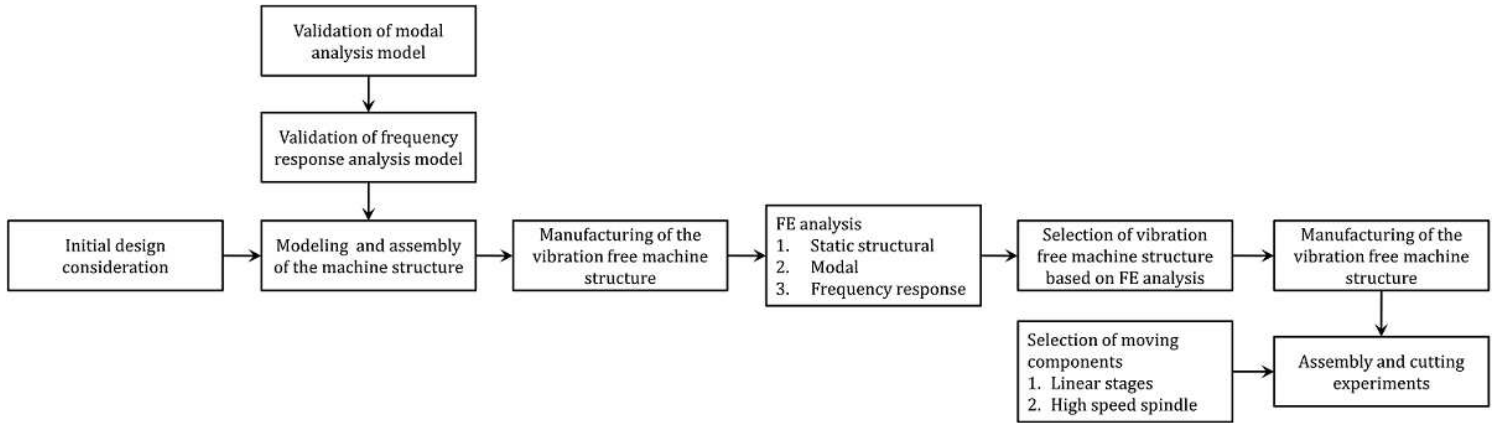 Validation of modal
analysis model
Validation of frequency
response analysis model
Initial design
consideration
Modeling and assembly
of the machine structure
Manufacturing of the
vibration free machine
structure
FE analysis
1. Static structural
2. Modal
3. Frequency response
Selection of vibration
free machine structure
based on FE analysis
Manufacturing of the
vibration free machine
structure
Selection of moving
components
1. Linear stages
2. High speed spindle
Assembly and cutting
experiments